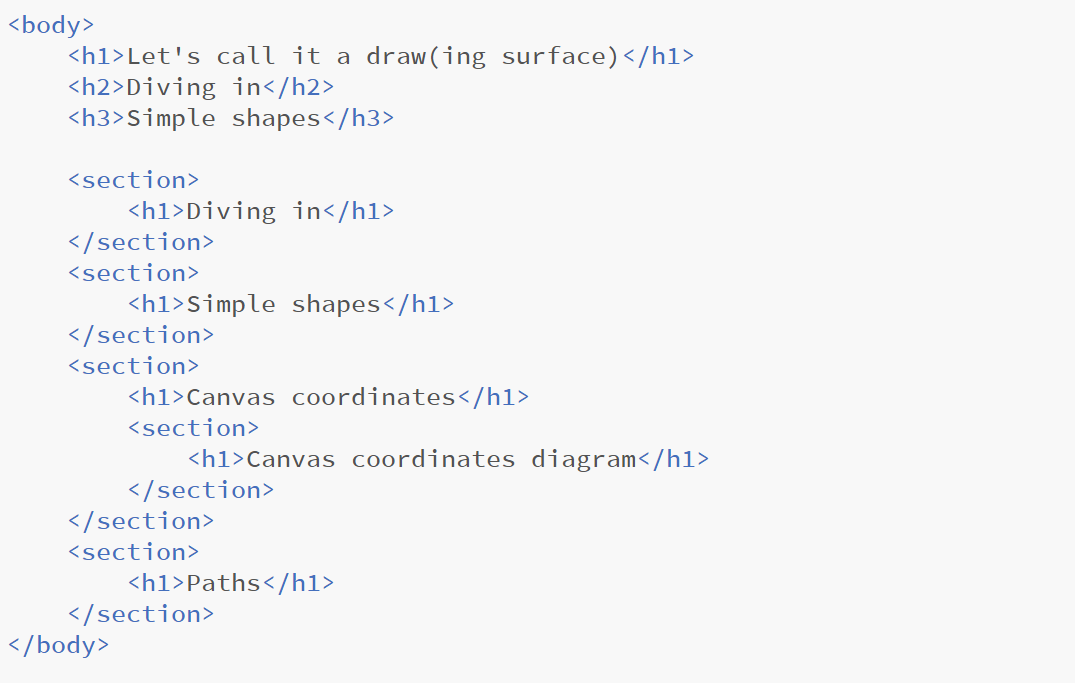 <body>
    <h1>Let's call it a draw(ing surface)</h1>
    <h2>Diving in</h2>
    <h3>Simple shapes</h3>

    <section>
        <h1>Diving in</h1>
    </section>
    <section>
        <h1>Simple shapes</h1>
    </section>
    <section>
        <h1>Canvas coordinates</h1>
        <section>
            <h1>Canvas coordinates diagram</h1>
        </section>
    </section>
    <section>
        <h1>Paths</h1>
    </section>
</body>